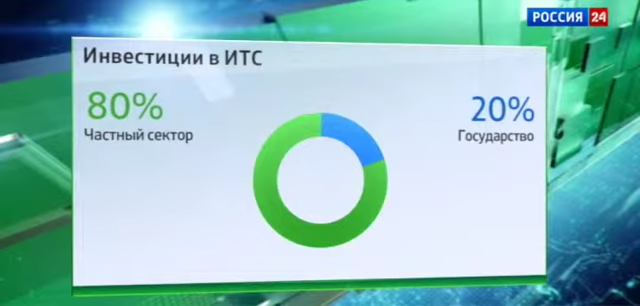 РОССИЯ 24
Инвестиции в ИТС
80%
Частный сектор
20%
Государство